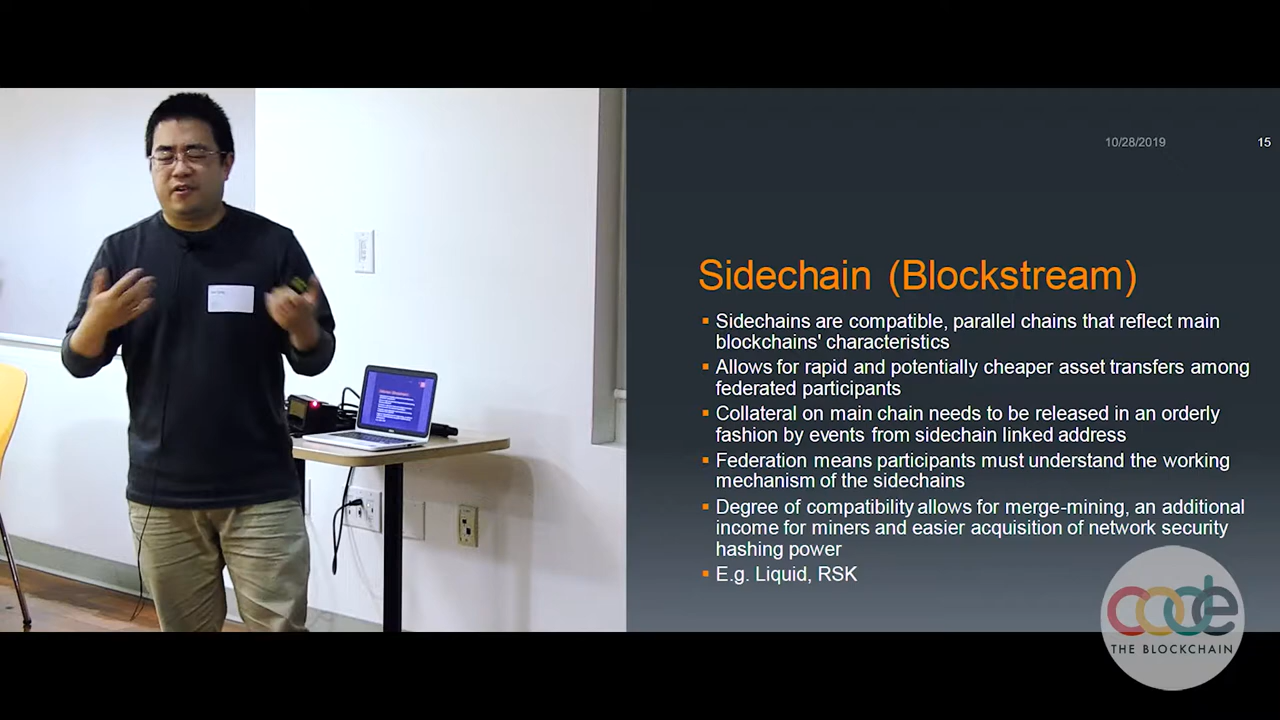 10/28/2019
15
Sidechain (Blockstream)
▪ Sidechains are compatible, parallel chains that reflect main
blockchains' characteristics
▪ Allows for rapid and potentially cheaper asset transfers among
federated participants
▪ Collateral on main chain needs to be released in an orderly
fashion by events from sidechain linked address
▪ Federation means participants must understand the working
mechanism of the sidechains
▪ Degree of compatibility allows for merge-mining, an additional
income for miners and easier acquisition of network security
hashing power
▪ E.g. Liquid, RSK
code
THE BLOCKCHAIN